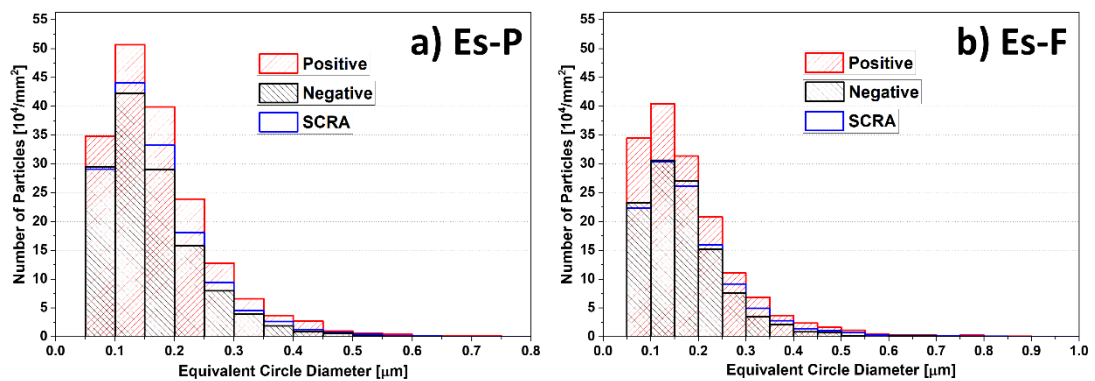 a) Es-P
Number of Particles [10⁴/mm²]
55
50
45
40
35
30
25
20
15
10
5
0
Positive
Negative
SCRA
0.0 0.1 0.2 0.3 0.4 0.5 0.6 0.7 0.8
Equivalent Circle Diameter [μm]
b) Es-F
Number of Particles [10⁴/mm²]
55
50
45
40
35
30
25
20
15
10
5
0
Positive
Negative
SCRA
0.0 0.1 0.2 0.3 0.4 0.5 0.6 0.7 0.8 0.9 1.0
Equivalent Circle Diameter [μm]